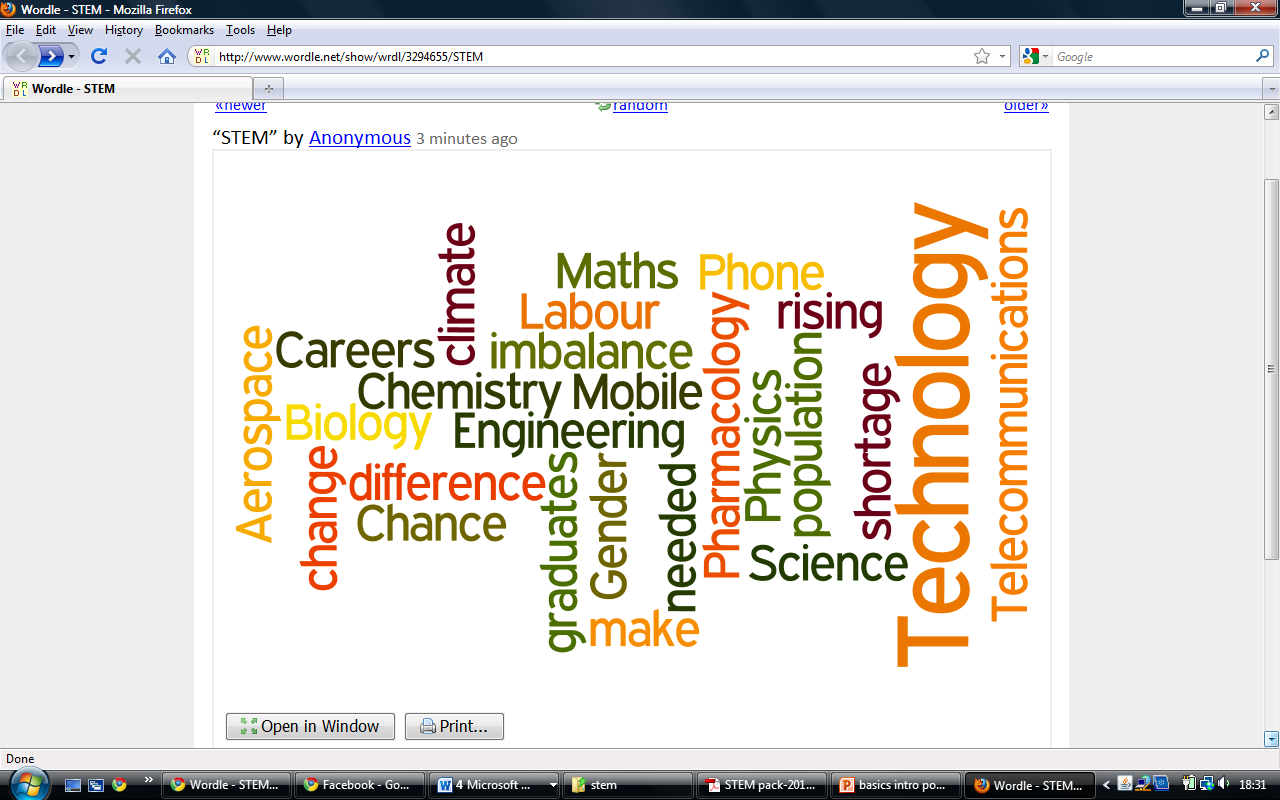 Wordle - STEM - Mozilla Firefox
File Edit View History Bookmarks Tools Help
http://www.wordle.net/show/wrdl/3294655/STEM
Google
Wordle - STEM
«newer random older»
“STEM” by Anonymous 3 minutes ago
climate
Maths
Phone
Labour
rising
Careers
imbalance
Aerospace
Chemistry
Mobile
Biology
Engineering
Pharmacology
Physics
population
shortage
Technology
Telecommunications
change
difference
Chance
graduates
Gender
needed
Science
make
Open in Window Print...
Done
Wordle - STEM... Facebook - Go... 4 Microsoft ... stem STEM pack-201... basics intro po... Wordle - STEM... 18:31